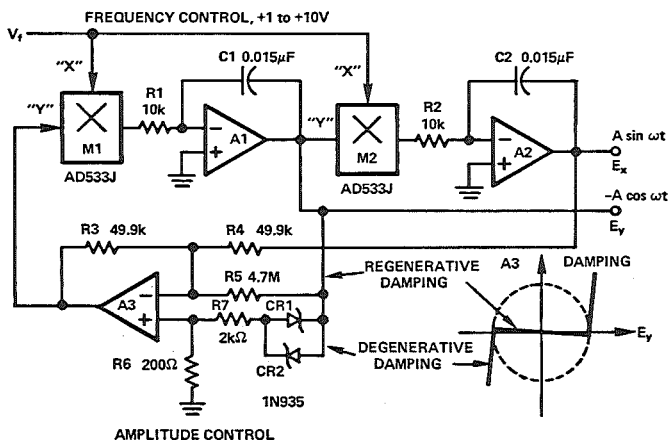 FREQUENCY CONTROL, +1 to +10V
Vf
"X"
"Y"
M1
AD533J
R1
10k
C1 0.015μF
−
+
A1
"X"
"Y"
M2
AD533J
R2
10k
C2 0.015μF
−
+
A2
A sin ωt
Ex
-A cos ωt
Ey
R3 49.9k
R4 49.9k
R5 4.7M
A3
−
+
R7
2kΩ
CR1
CR2
R6 200Ω
1N935
REGENERATIVE
DAMPING
DEGENERATIVE
DAMPING
A3
DAMPING
Ey
AMPLITUDE CONTROL